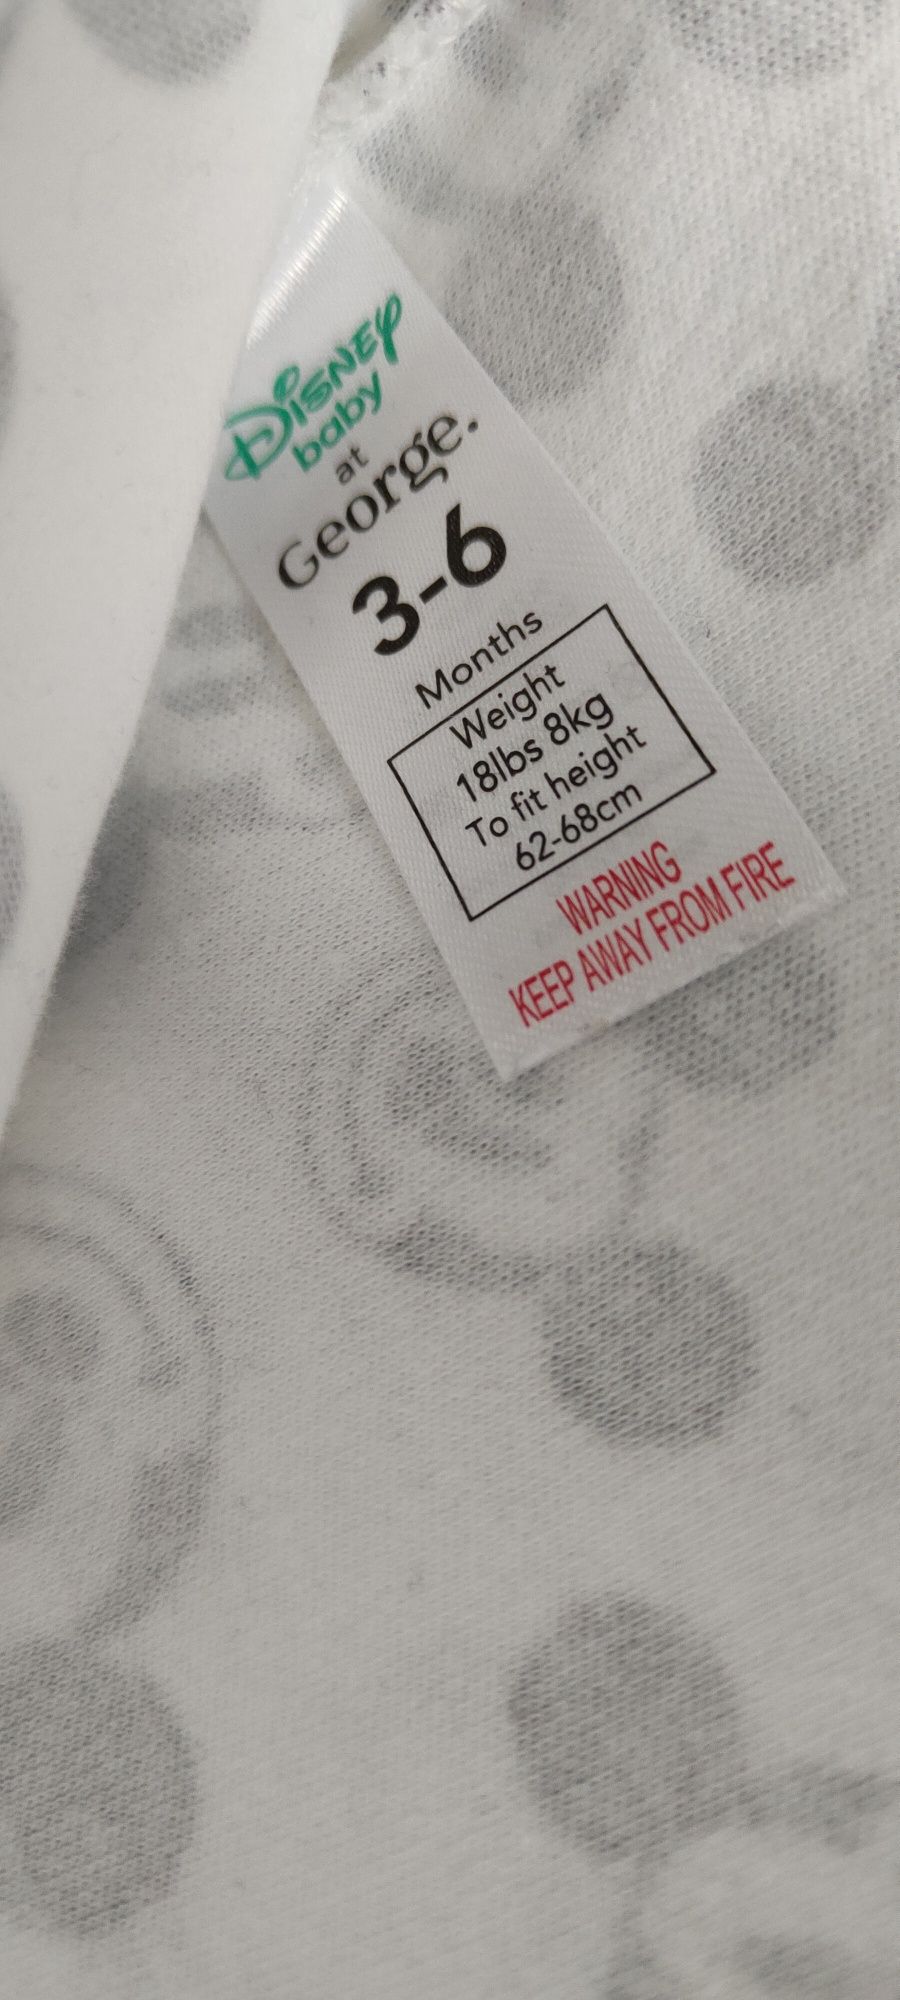 Disney
baby
at
George.
3-6
Months
Weight
18lbs 8kg
To fit height
62-68cm
WARNING
KEEP AWAY FROM FIRE